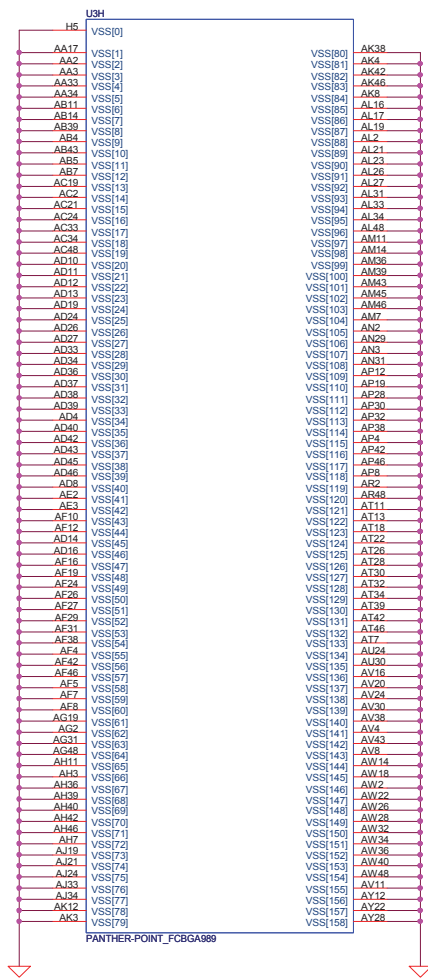 U3H
H5 VSS[0]
AA17 VSS[1] VSS[80] AK38
AA2 VSS[2] VSS[81] AK4
AA3 VSS[3] VSS[82] AK42
AA33 VSS[4] VSS[83] AK46
AA34 VSS[5] VSS[84] AK8
AB11 VSS[6] VSS[85] AL16
AB14 VSS[7] VSS[86] AL17
AB39 VSS[8] VSS[87] AL19
AB4 VSS[9] VSS[88] AL2
AB43 VSS[10] VSS[89] AL21
AB5 VSS[11] VSS[90] AL23
AB7 VSS[12] VSS[91] AL26
AC19 VSS[13] VSS[92] AL27
AC2 VSS[14] VSS[93] AL31
AC21 VSS[15] VSS[94] AL33
AC24 VSS[16] VSS[95] AL34
AC33 VSS[17] VSS[96] AL48
AC34 VSS[18] VSS[97] AM11
AC48 VSS[19] VSS[98] AM14
AD10 VSS[20] VSS[99] AM36
AD11 VSS[21] VSS[100] AM39
AD12 VSS[22] VSS[101] AM43
AD13 VSS[23] VSS[102] AM45
AD19 VSS[24] VSS[103] AM46
AD24 VSS[25] VSS[104] AM7
AD26 VSS[26] VSS[105] AN2
AD27 VSS[27] VSS[106] AN29
AD33 VSS[28] VSS[107] AN3
AD34 VSS[29] VSS[108] AN31
AD36 VSS[30] VSS[109] AP12
AD37 VSS[31] VSS[110] AP19
AD38 VSS[32] VSS[111] AP28
AD39 VSS[33] VSS[112] AP30
AD4 VSS[34] VSS[113] AP32
AD40 VSS[35] VSS[114] AP38
AD42 VSS[36] VSS[115] AP4
AD43 VSS[37] VSS[116] AP42
AD45 VSS[38] VSS[117] AP46
AD46 VSS[39] VSS[118] AP8
AD8 VSS[40] VSS[119] AR2
AE2 VSS[41] VSS[120] AR48
AE3 VSS[42] VSS[121] AT11
AF10 VSS[43] VSS[122] AT13
AF12 VSS[44] VSS[123] AT18
AD14 VSS[45] VSS[124] AT22
AD16 VSS[46] VSS[125] AT26
AF16 VSS[47] VSS[126] AT28
AF19 VSS[48] VSS[127] AT30
AF24 VSS[49] VSS[128] AT32
AF26 VSS[50] VSS[129] AT34
AF27 VSS[51] VSS[130] AT39
AF29 VSS[52] VSS[131] AT42
AF31 VSS[53] VSS[132] AT46
AF38 VSS[54] VSS[133] AT7
AF4 VSS[55] VSS[134] AU24
AF42 VSS[56] VSS[135] AU30
AF46 VSS[57] VSS[136] AV16
AF5 VSS[58] VSS[137] AV20
AF7 VSS[59] VSS[138] AV24
AF8 VSS[60] VSS[139] AV30
AG19 VSS[61] VSS[140] AV38
AG2 VSS[62] VSS[141] AV4
AG31 VSS[63] VSS[142] AV43
AG48 VSS[64] VSS[143] AV8
AH11 VSS[65] VSS[144] AW14
AH3 VSS[66] VSS[145] AW18
AH36 VSS[67] VSS[146] AW2
AH39 VSS[68] VSS[147] AW22
AH40 VSS[69] VSS[148] AW26
AH42 VSS[70] VSS[149] AW28
AH46 VSS[71] VSS[150] AW32
AH7 VSS[72] VSS[151] AW34
AJ19 VSS[73] VSS[152] AW36
AJ21 VSS[74] VSS[153] AW40
AJ24 VSS[75] VSS[154] AW48
AJ33 VSS[76] VSS[155] AV11
AJ34 VSS[77] VSS[156] AY12
AK12 VSS[78] VSS[157] AY22
AK3 VSS[79] VSS[158] AY28
PANTHER-POINT_FCBGA989